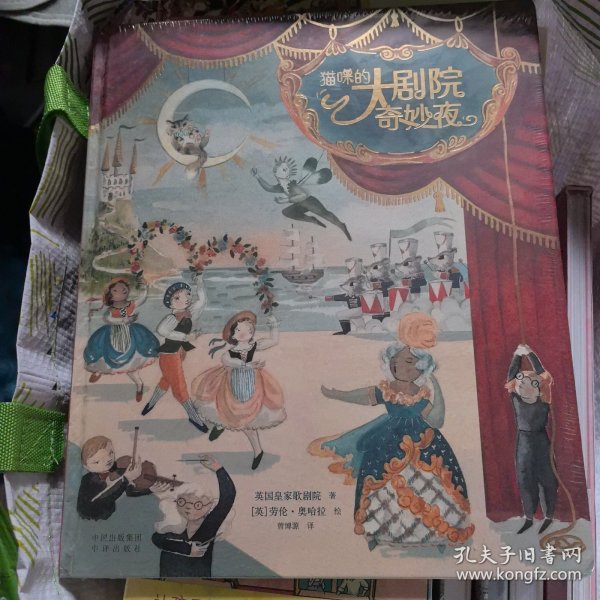 猫咪的
大剧院
奇妙夜
英国皇家歌剧院 著
[英]劳伦·奥哈拉 绘
曾博源 译
中民出版集团
中译出版社
孔夫子旧书网
www.kongfz.com